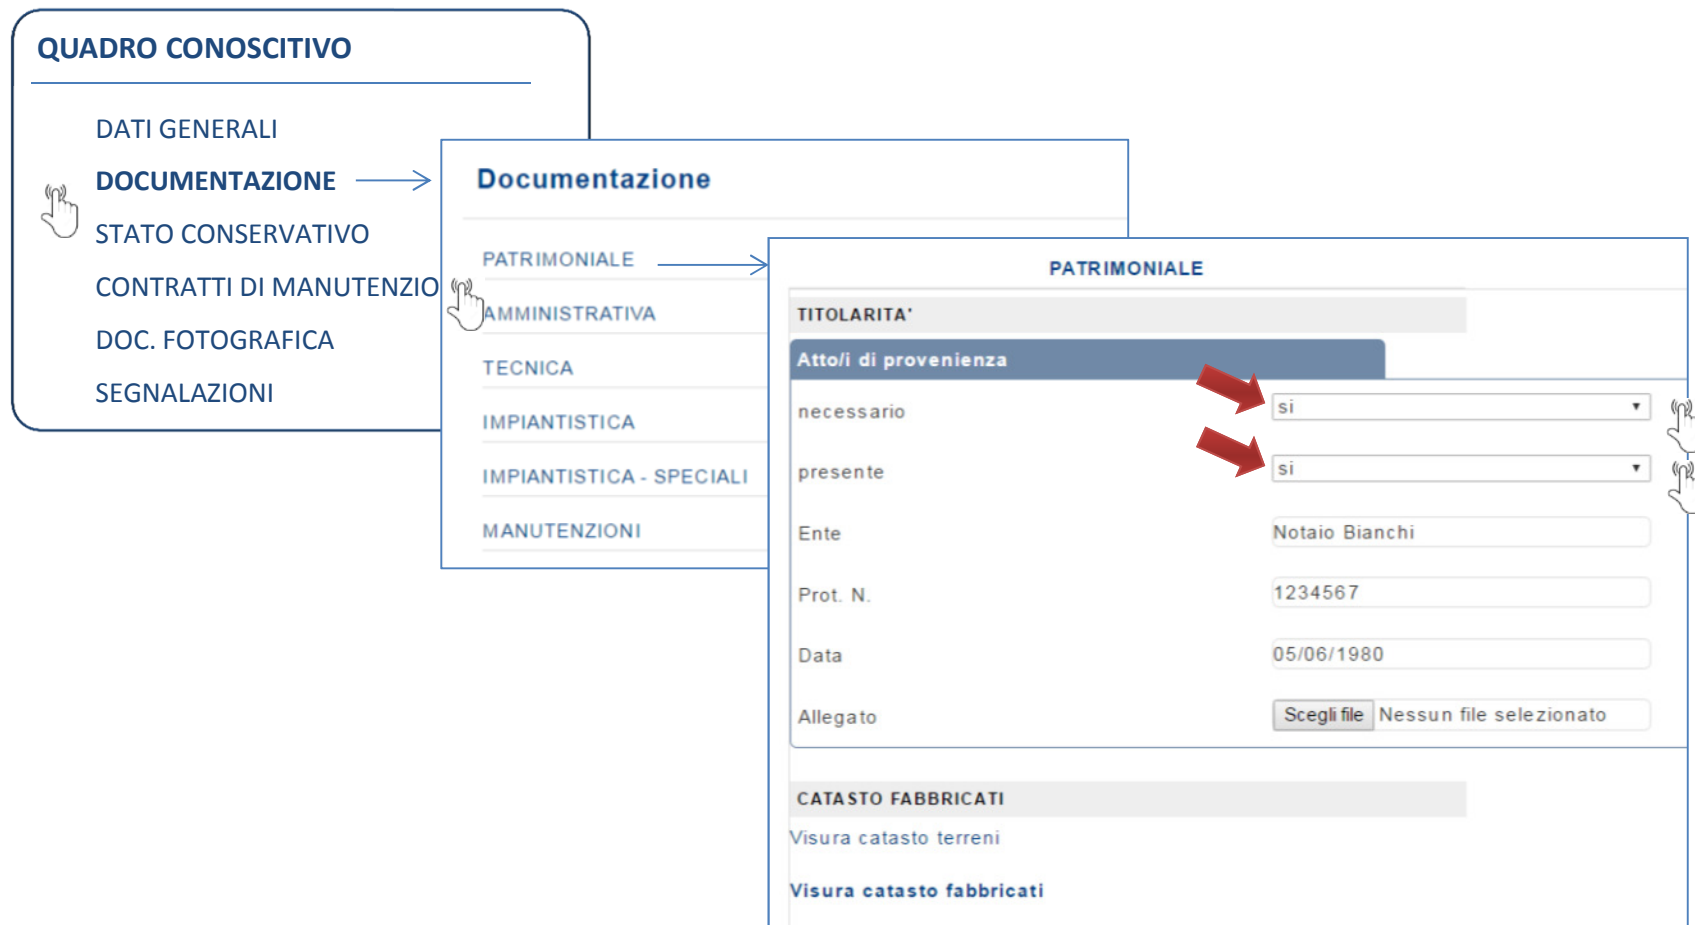 QUADRO CONOSCITIVO
DATI GENERALI
DOCUMENTAZIONE
STATO CONSERVATIVO
CONTRATTI DI MANUTENZIO
DOC. FOTOGRAFICA
SEGNALAZIONI
Documentazione
PATRIMONIALE
AMMINISTRATIVA
TECNICA
IMPIANTISTICA
IMPIANTISTICA - SPECIALI
MANUTENZIONI
PATRIMONIALE
TITOLARITA'
Atto/i di provenienza
necessario si
presente si
Ente Notaio Bianchi
Prot. N. 1234567
Data 05/06/1980
Allegato Scegli file Nessun file selezionato
CATASTO FABBRICATI
Visura catasto terreni
Visura catasto fabbricati